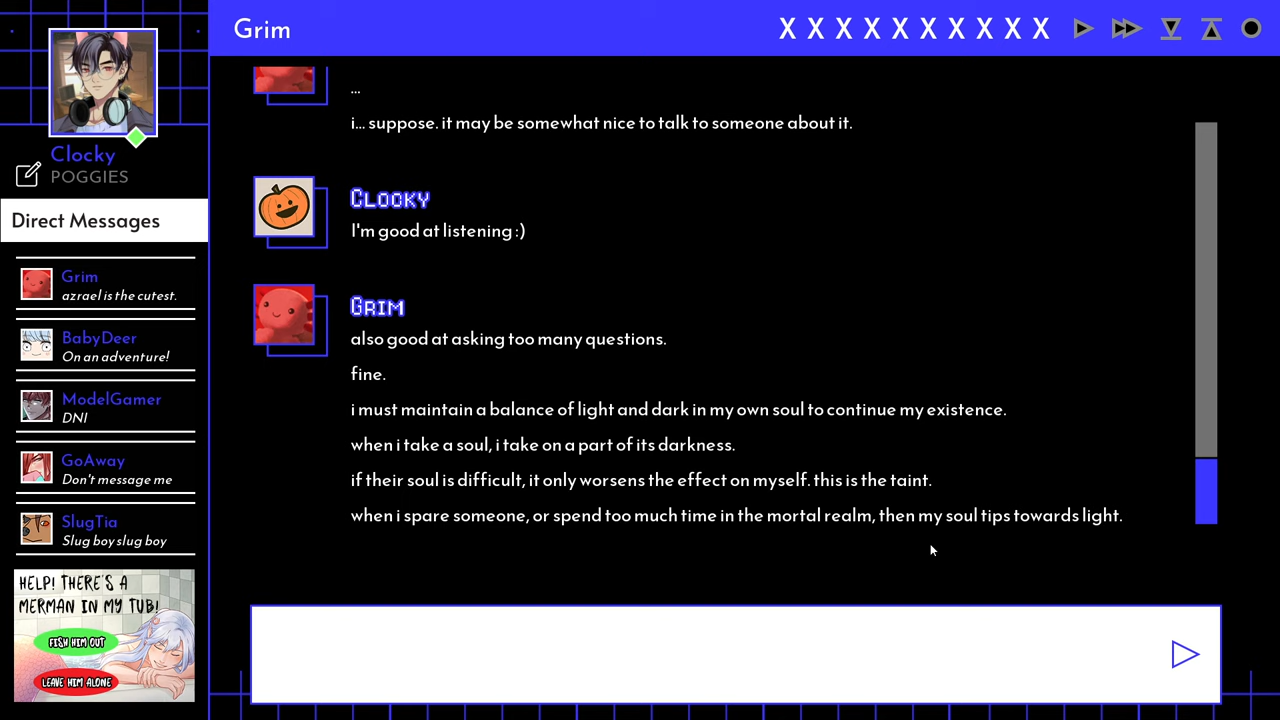 Grim
X X X X X X X X X X
Clocky
POGGIES
Direct Messages
Grim
azrael is the cutest.
BabyDeer
On an adventure!
ModelGamer
DNI
GoAway
Don't message me
SlugTia
Slug boy slug boy
HELP! THERE'S A
MERMAN IN MY TUB!
FISH HIM OUT
LEAVE HIM ALONE
...
i... suppose. it may be somewhat nice to talk to someone about it.
Clocky
I'm good at listening :)
Grim
also good at asking too many questions.
fine.
i must maintain a balance of light and dark in my own soul to continue my existence.
when i take a soul, i take on a part of its darkness.
if their soul is difficult, it only worsens the effect on myself. this is the taint.
when i spare someone, or spend too much time in the mortal realm, then my soul tips towards light.